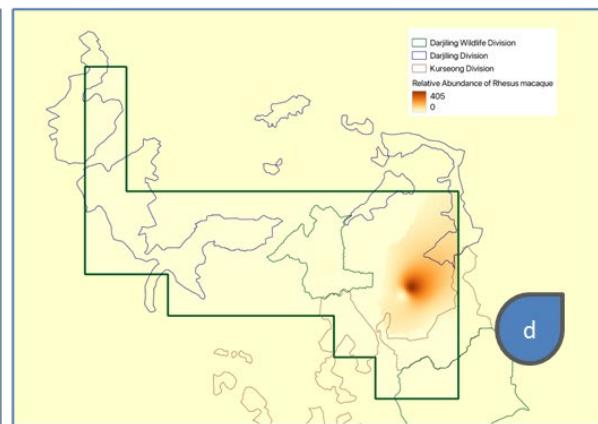 Darjiling Wildlife Division
Darjiling Division
Kurseong Division
Relative Abundance of Rhesus macaque
405
0
d